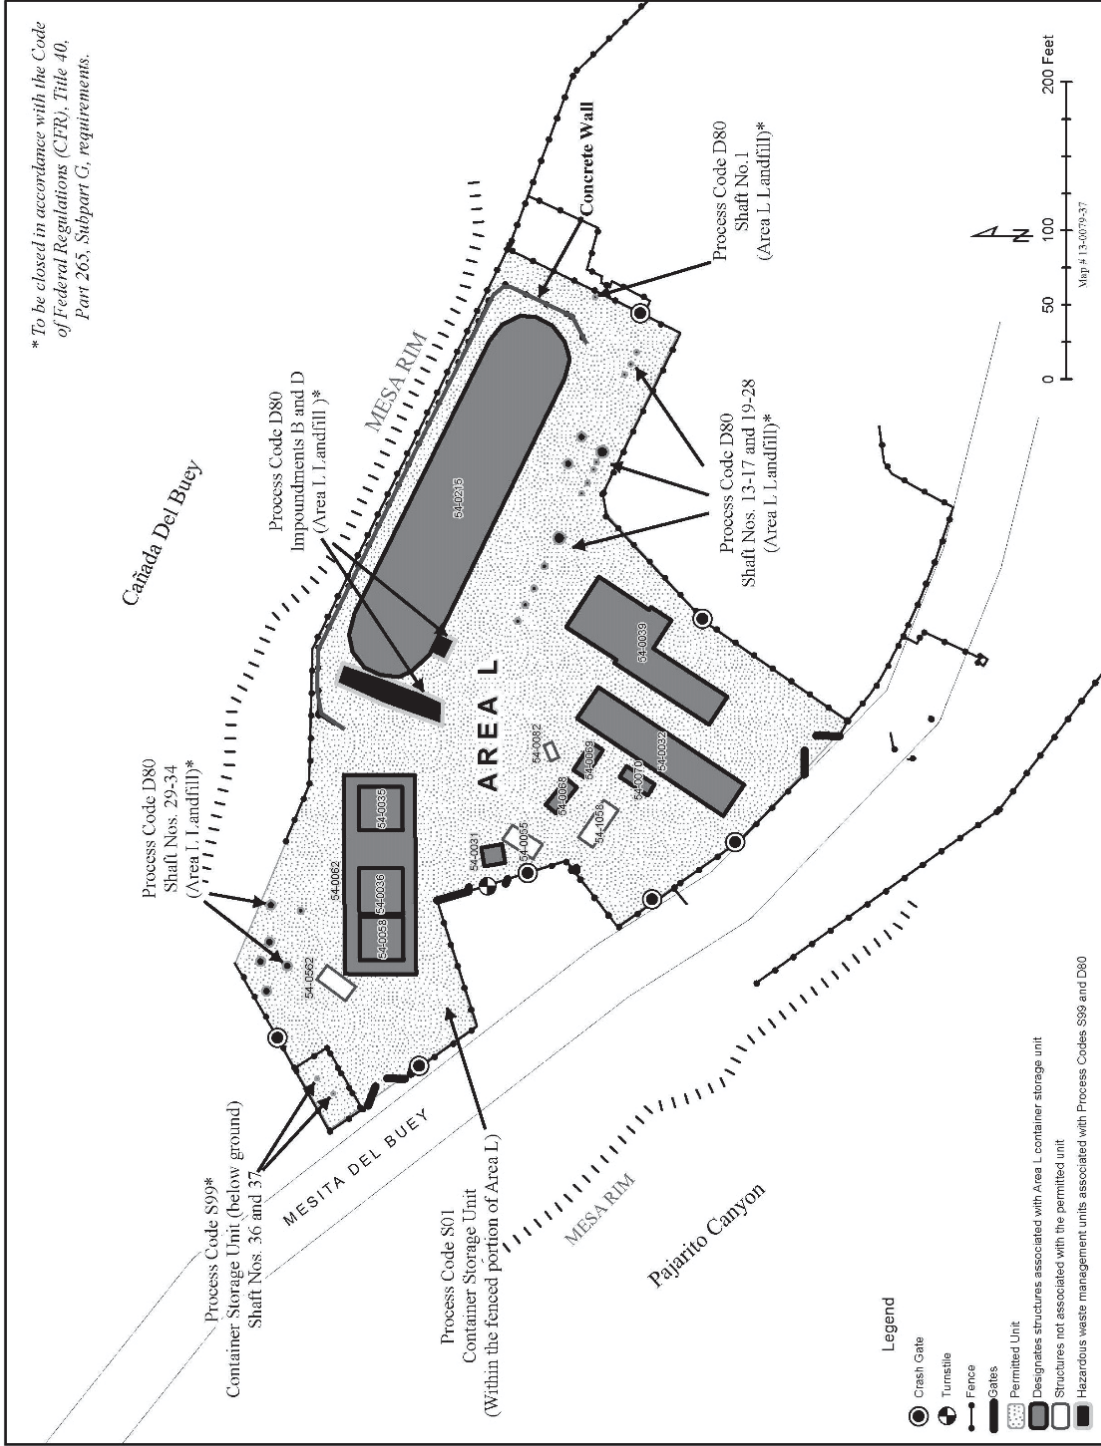 * To be closed in accordance with the Code
of Federal Regulations (CFR), Title 40,
Part 265, Subpart G, requirements.
Cañada Del Buey
Process Code D80
Shaft Nos. 29-34
(Area L Landfill)*
Process Code D80
Impoundments B and D
(Area L Landfill )*
MESA RIM
Concrete Wall
Process Code S99*
Container Storage Unit (below ground)
Shaft Nos. 36 and 37
54-0562
54-0062
54-0058
54-0036
54-0035
54-0215
AREA L
54-0031
54-0055
54-0082
54-0068
54-0069
54-0070
54-1058
54-0032
54-0039
Process Code D80
Shaft No.1
(Area L Landfill)*
Process Code D80
Shaft Nos. 13-17 and 19-28
(Area L Landfill)*
MESITA DEL BUEY
Process Code S01
Container Storage Unit
(Within the fenced portion of Area L)
MESA RIM
Pajarito Canyon
Legend
Crash Gate
Turnstile
Fence
Gates
Permitted Unit
Designates structures associated with Area L container storage unit
Structures not associated with the permitted unit
Hazardous waste management units associated with Process Codes S99 and D80
N
0 50 100 200 Feet
Map # 13-0079-37